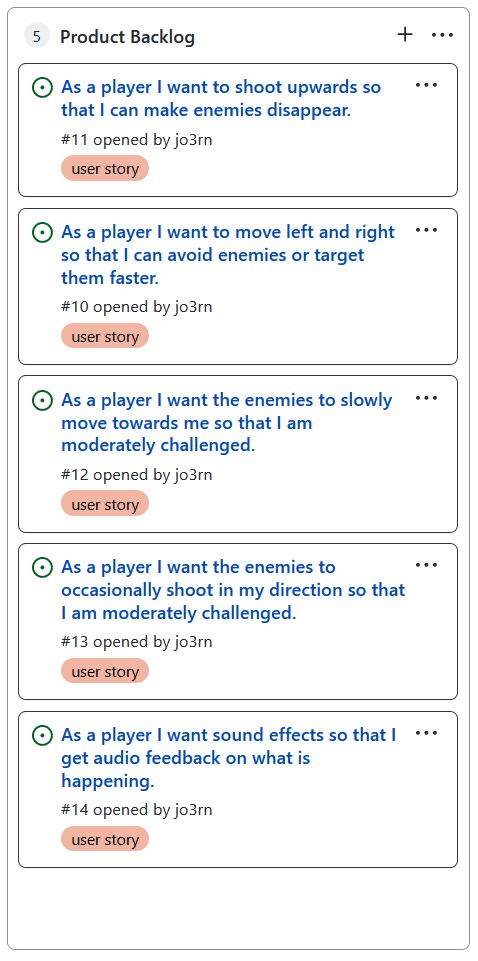 5 Product Backlog
As a player I want to shoot upwards so
that I can make enemies disappear.
#11 opened by jo3rn
user story
As a player I want to move left and right
so that I can avoid enemies or target
them faster.
#10 opened by jo3rn
user story
As a player I want the enemies to slowly
move towards me so that I am
moderately challenged.
#12 opened by jo3rn
user story
As a player I want the enemies to
occasionally shoot in my direction so that
I am moderately challenged.
#13 opened by jo3rn
user story
As a player I want sound effects so that I
get audio feedback on what is
happening.
#14 opened by jo3rn
user story